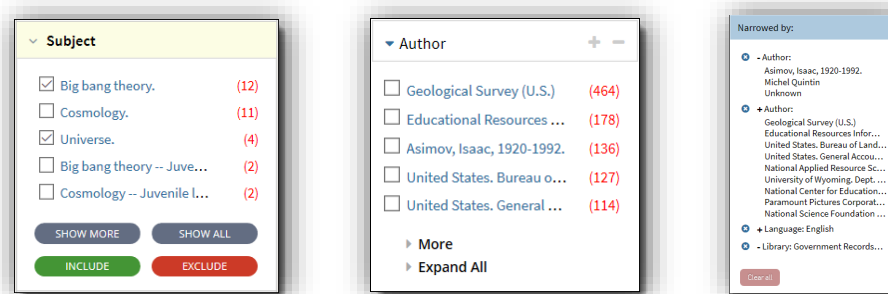 Subject
Big bang theory. (12)
Cosmology. (11)
Universe. (4)
Big bang theory -- Juve... (2)
Cosmology -- Juvenile l... (2)
SHOW MORE SHOW ALL
INCLUDE EXCLUDE
Author
Geological Survey (U.S.) (464)
Educational Resources ... (178)
Asimov, Isaac, 1920-1992. (136)
United States. Bureau o... (127)
United States. General ... (114)
More
Expand All
Narrowed by:
- Author:
Asimov, Isaac, 1920-1992.
Michel Quintin
Unknown
+ Author:
Geological Survey (U.S.)
Educational Resources Infor...
United States. Bureau of Land...
United States. General Accou...
National Applied Resource Sc...
University of Wyoming. Dept. ...
National Center for Education...
Paramount Pictures Corporat...
National Science Foundation ...
+ Language: English
- Library: Government Records...
Clear all